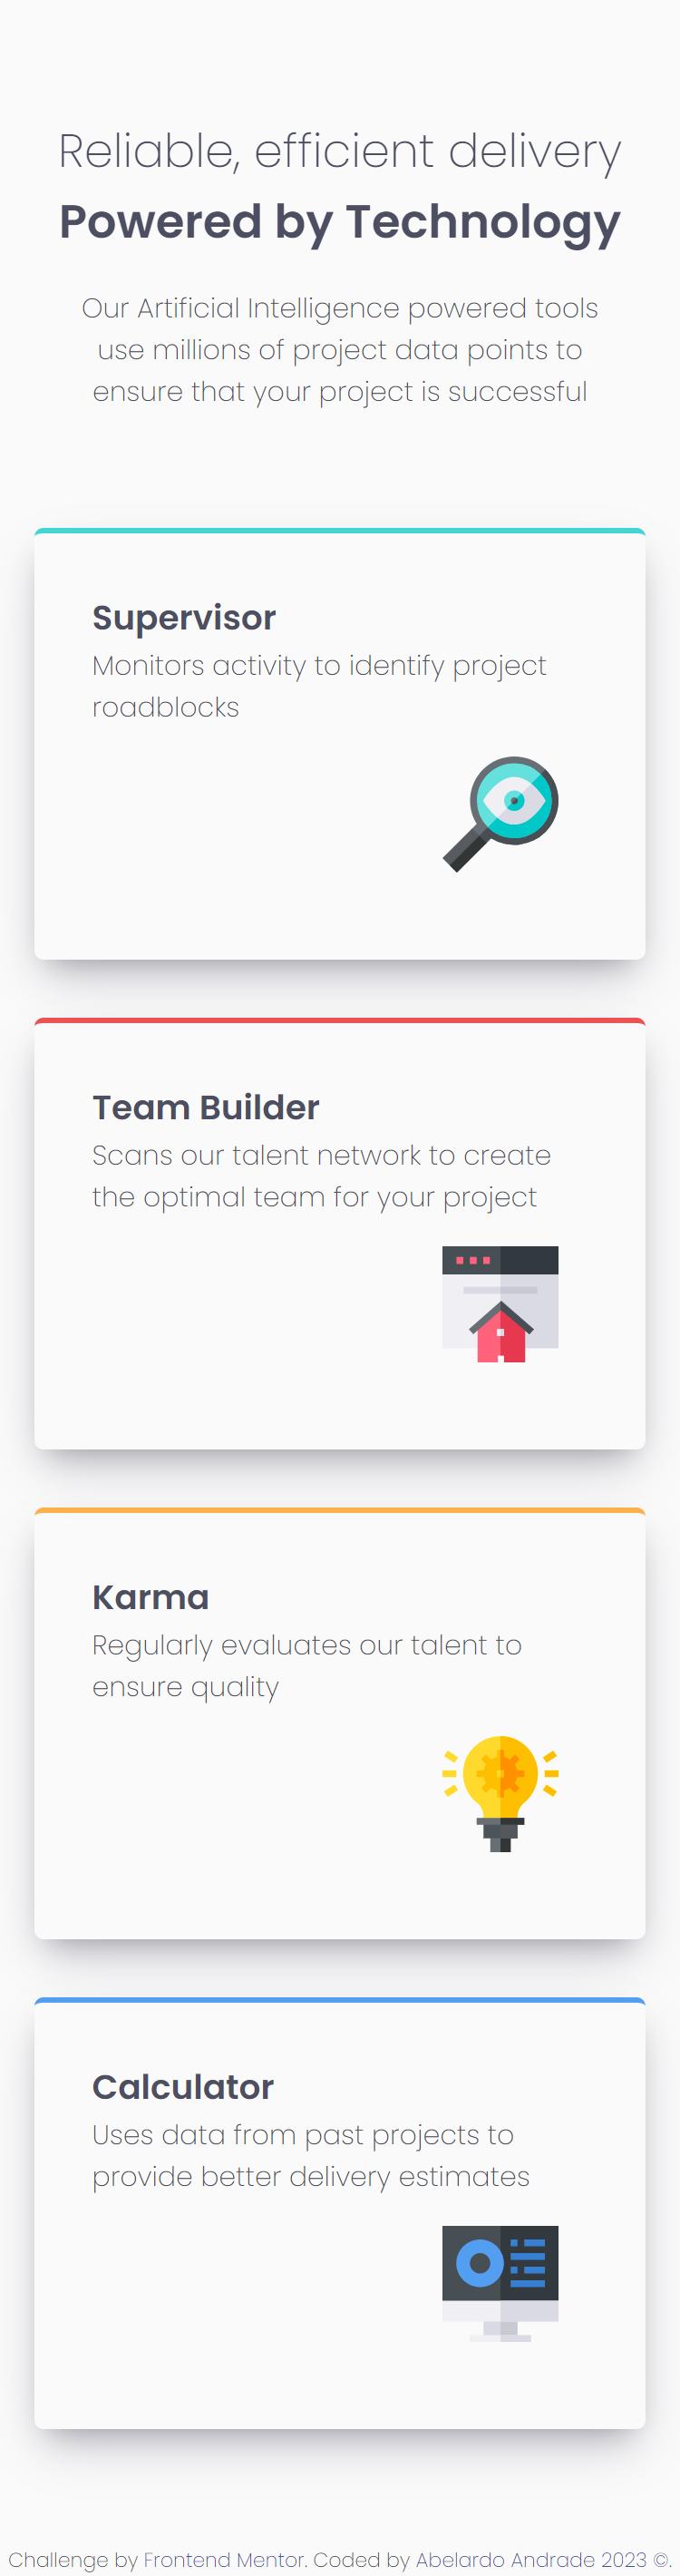 Reliable, efficient delivery
Powered by Technology
Our Artificial Intelligence powered tools
use millions of project data points to
ensure that your project is successful
Supervisor
Monitors activity to identify project
roadblocks
Team Builder
Scans our talent network to create
the optimal team for your project
Karma
Regularly evaluates our talent to
ensure quality
Calculator
Uses data from past projects to
provide better delivery estimates
Challenge by Frontend Mentor. Coded by Abelardo Andrade 2023 ©.